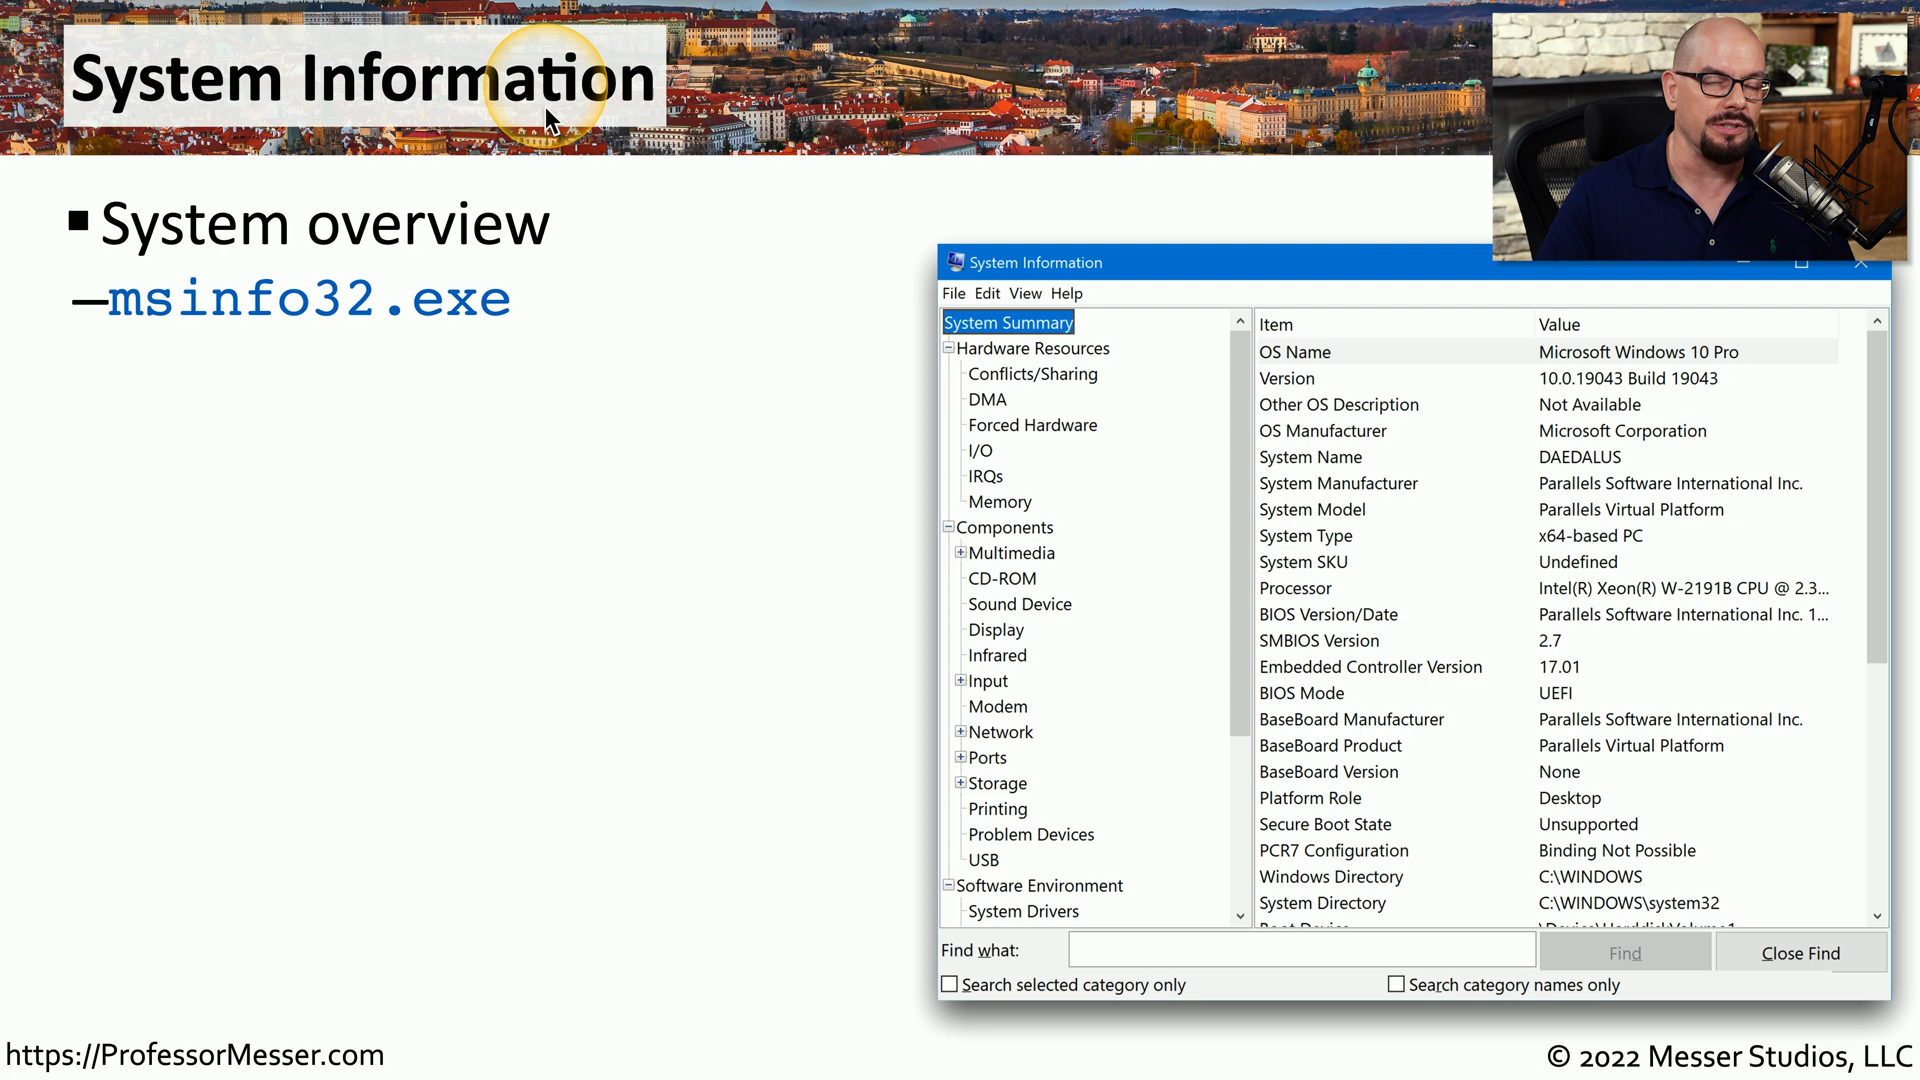 System Information
▪ System overview
–msinfo32.exe
System Information
File Edit View Help
System Summary
Hardware Resources
Conflicts/Sharing
DMA
Forced Hardware
I/O
IRQs
Memory
Components
Multimedia
CD-ROM
Sound Device
Display
Infrared
Input
Modem
Network
Ports
Storage
Printing
Problem Devices
USB
Software Environment
System Drivers
Item Value
OS Name Microsoft Windows 10 Pro
Version 10.0.19043 Build 19043
Other OS Description Not Available
OS Manufacturer Microsoft Corporation
System Name DAEDALUS
System Manufacturer Parallels Software International Inc.
System Model Parallels Virtual Platform
System Type x64-based PC
System SKU Undefined
Processor Intel(R) Xeon(R) W-2191B CPU @ 2.3...
BIOS Version/Date Parallels Software International Inc. 1...
SMBIOS Version 2.7
Embedded Controller Version 17.01
BIOS Mode UEFI
BaseBoard Manufacturer Parallels Software International Inc.
BaseBoard Product Parallels Virtual Platform
BaseBoard Version None
Platform Role Desktop
Secure Boot State Unsupported
PCR7 Configuration Binding Not Possible
Windows Directory C:\WINDOWS
System Directory C:\WINDOWS\system32
Find what:
Find
Close Find
Search selected category only
Search category names only
https://ProfessorMesser.com
© 2022 Messer Studios, LLC